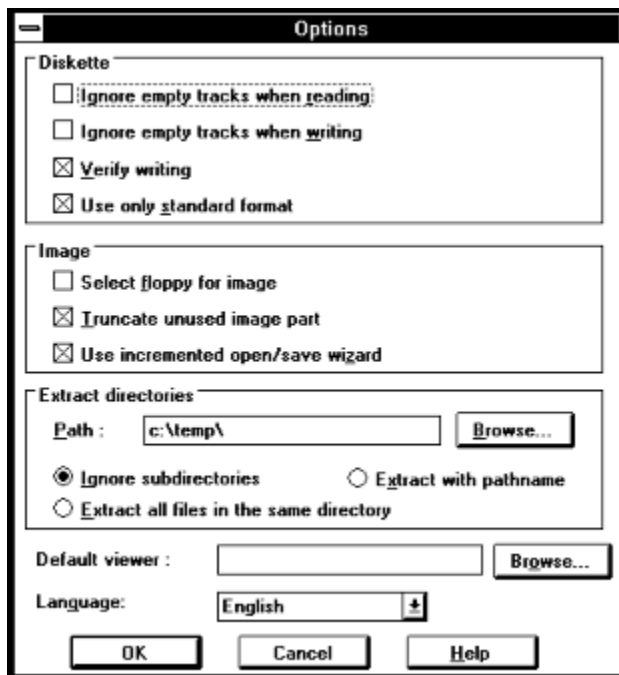 Options
Diskette
Ignore empty tracks when reading
Ignore empty tracks when writing
Verify writing
Use only standard format
Image
Select floppy for image
Truncate unused image part
Use incremented open/save wizard
Extract directories
Path : c:\temp\ Browse...
Ignore subdirectories Extract with pathname
Extract all files in the same directory
Default viewer : Browse...
Language: English
OK Cancel Help